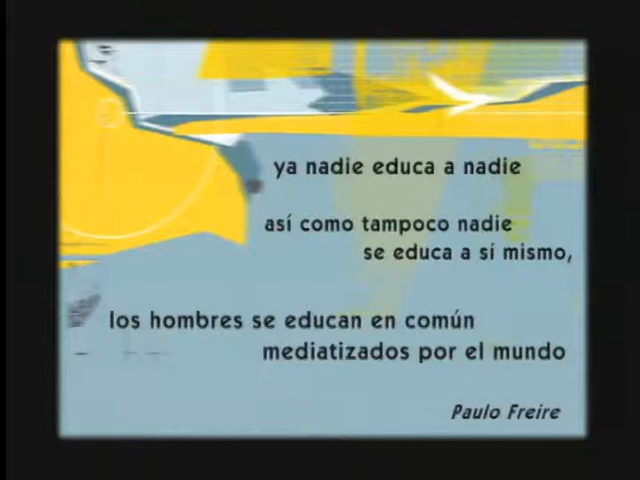 ya nadie educa a nadie
así como tampoco nadie
se educa a sí mismo,
los hombres se educan en común
mediatizados por el mundo
Paulo Freire